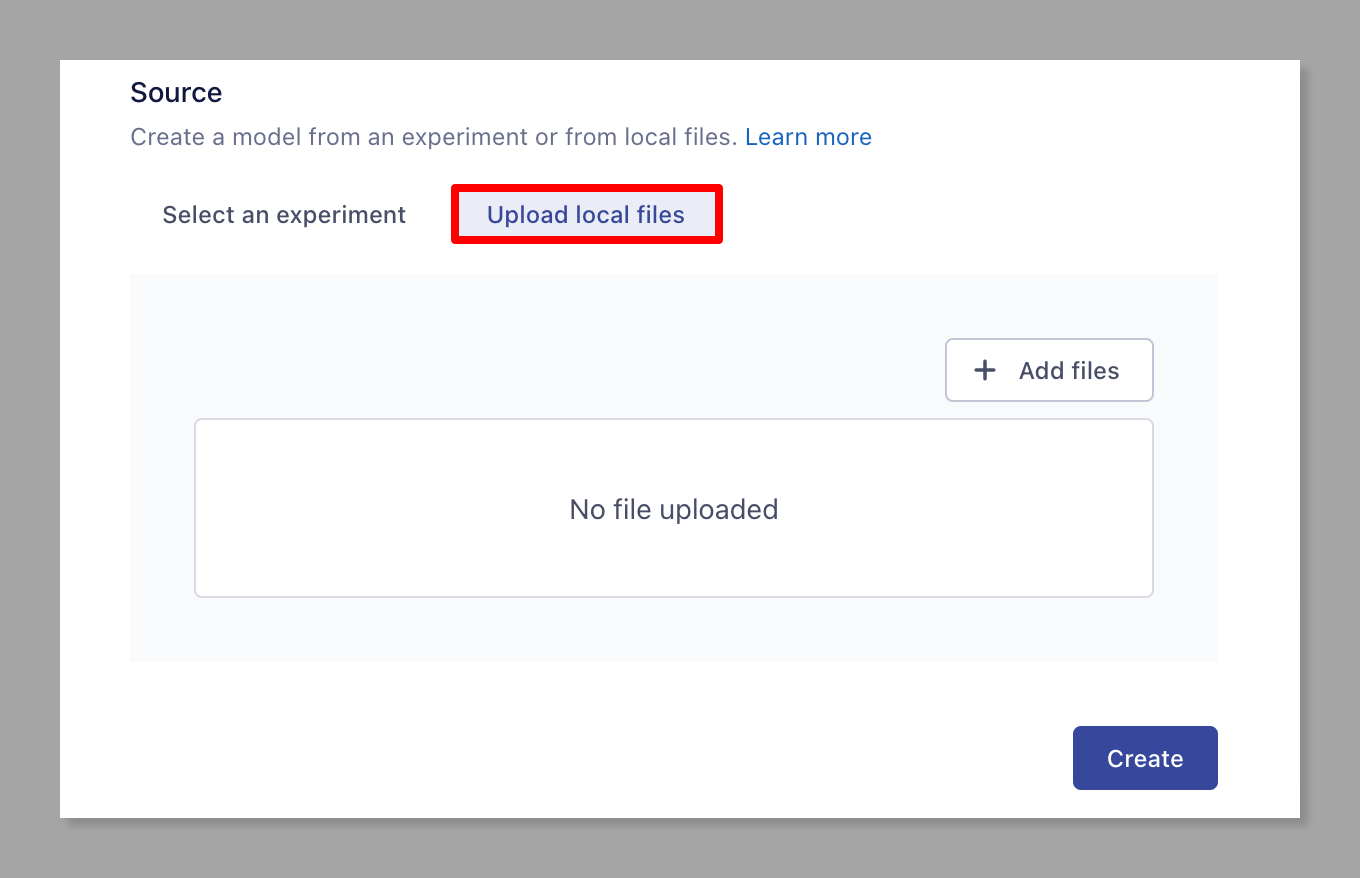 Source
Create a model from an experiment or from local files. Learn more
Select an experiment Upload local files
+ Add files
No file uploaded
Create